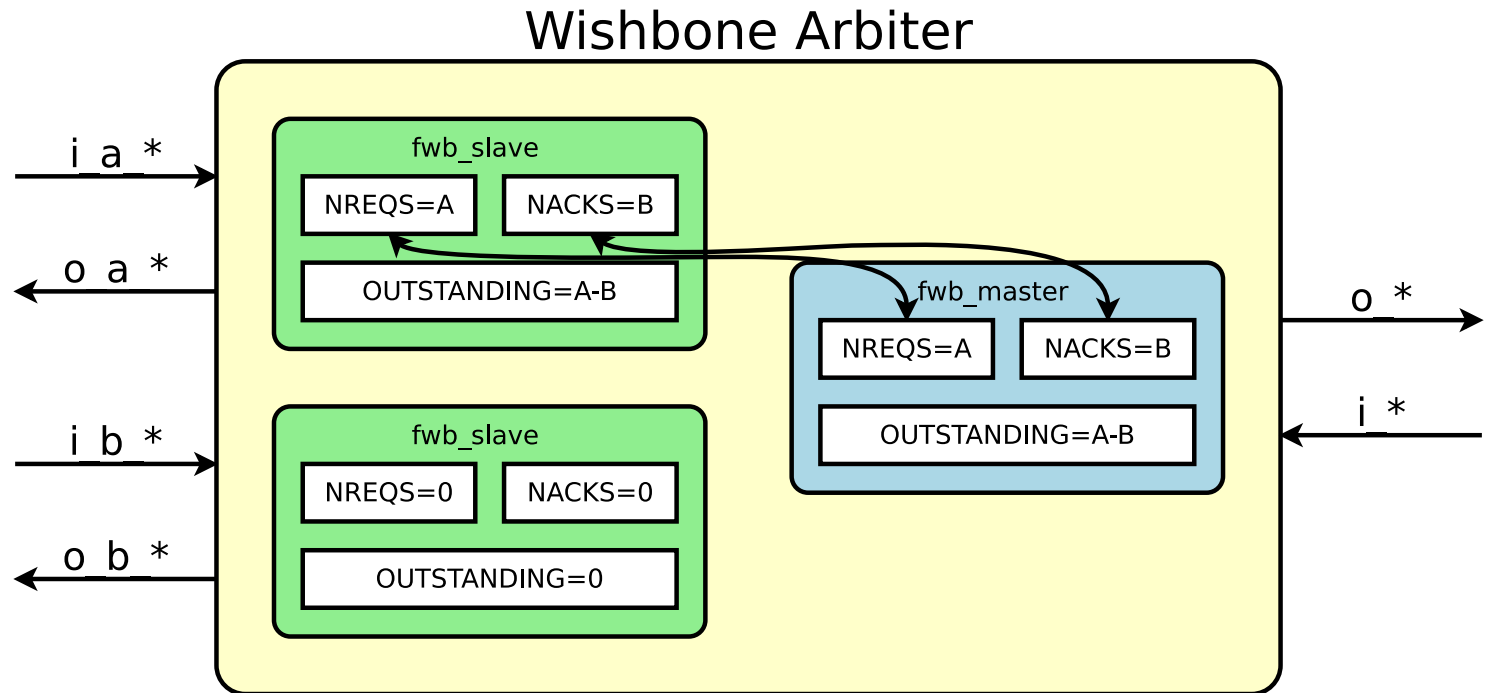 Wishbone Arbiter
i_a_*
o_a_*
i_b_*
o_b_*
fwb_slave
NREQS=A
NACKS=B
OUTSTANDING=A-B
fwb_slave
NREQS=0
NACKS=0
OUTSTANDING=0
fwb_master
NREQS=A
NACKS=B
OUTSTANDING=A-B
o_*
i_*